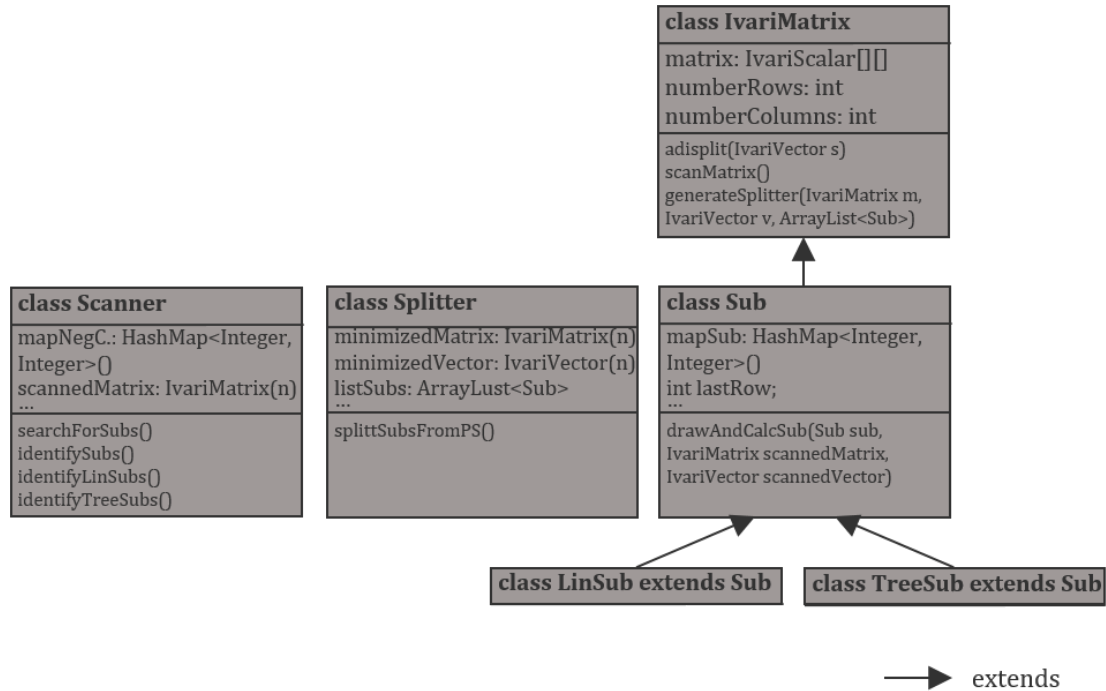 class IvariMatrix
matrix: IvariScalar[][]
numberRows: int
numberColumns: int
adisplit(IvariVector s)
scanMatrix()
generateSplitter(IvariMatrix m,
IvariVector v, ArrayList<Sub>)
class Scanner
mapNegC.: HashMap<Integer,
Integer>()
scannedMatrix: IvariMatrix(n)
...
searchForSubs()
identifySubs()
identifyLinSubs()
identifyTreeSubs()
class Splitter
minimizedMatrix: IvariMatrix(n)
minimizedVector: IvariVector(n)
listSubs: ArrayLust<Sub>
...
splittSubsFromPS()
class Sub
mapSub: HashMap<Integer,
Integer>()
int lastRow;
...
drawAndCalcSub(Sub sub,
IvariMatrix scannedMatrix,
IvariVector scannedVector)
class LinSub extends Sub
class TreeSub extends Sub
extends